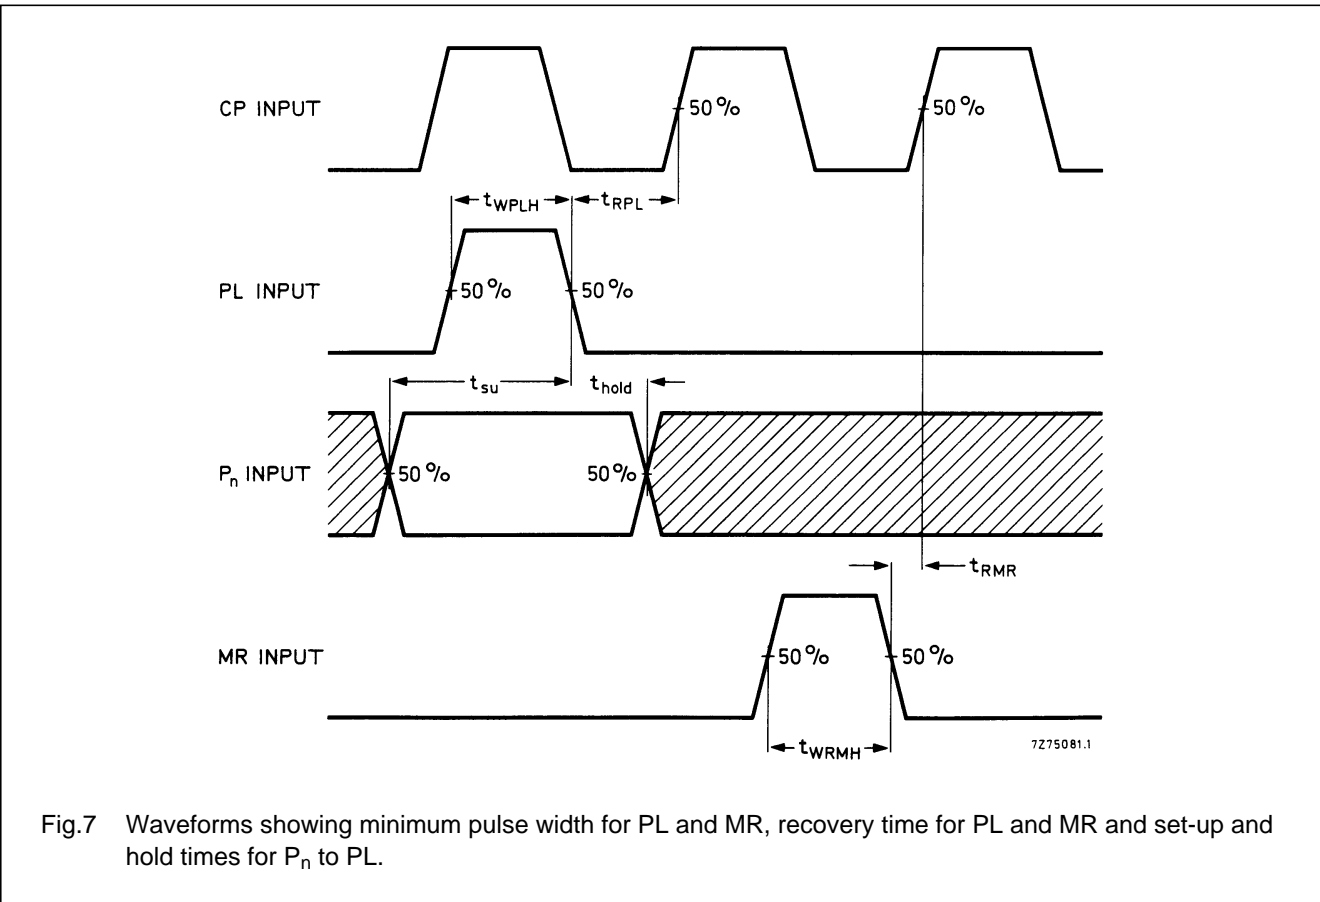 CP INPUT 50% 50%
tWPLH tRPL
PL INPUT 50% 50%
tsu thold
Pn INPUT 50% 50%
tRMR
MR INPUT 50% 50%
tWRMH
7Z75081.1
Fig.7 Waveforms showing minimum pulse width for PL and MR, recovery time for PL and MR and set-up and
hold times for Pn to PL.